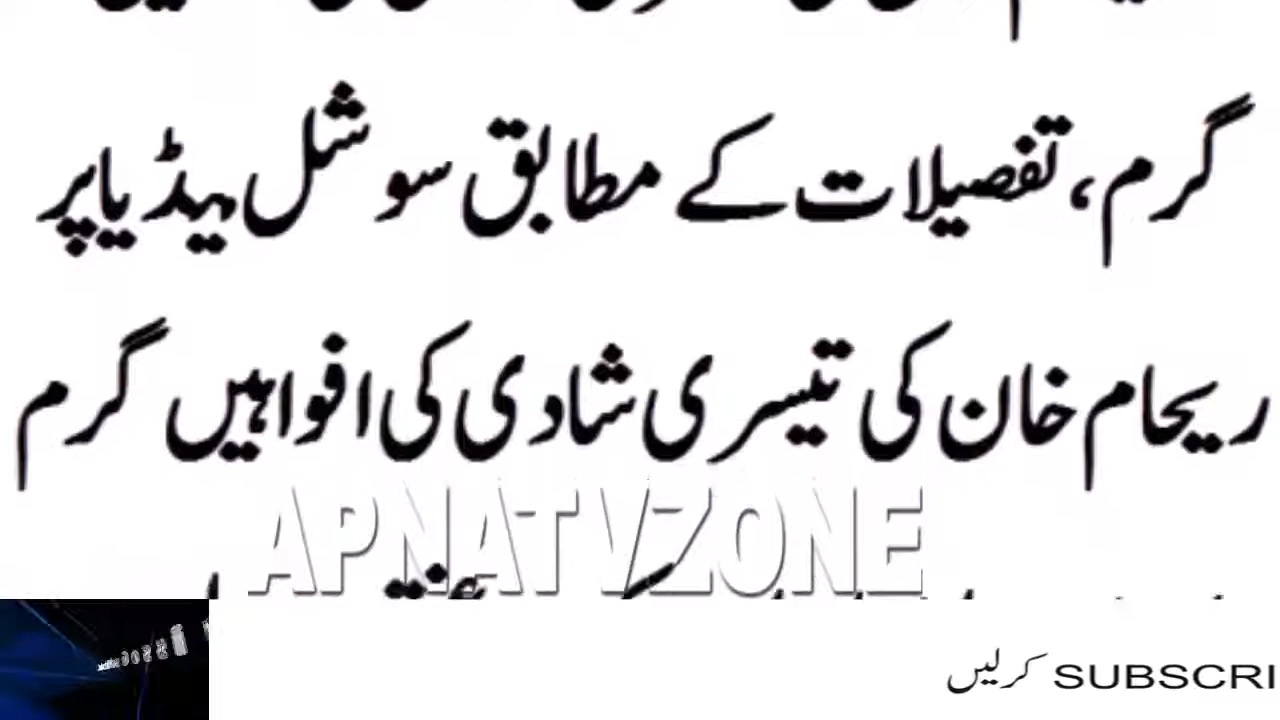 گرم، تفصیلات کے مطابق سوشل میڈیا پر
ریحام خان کی تیسری شادی کی افواہیں گرم
APNATVZONE
SUBSCRI کرلیں